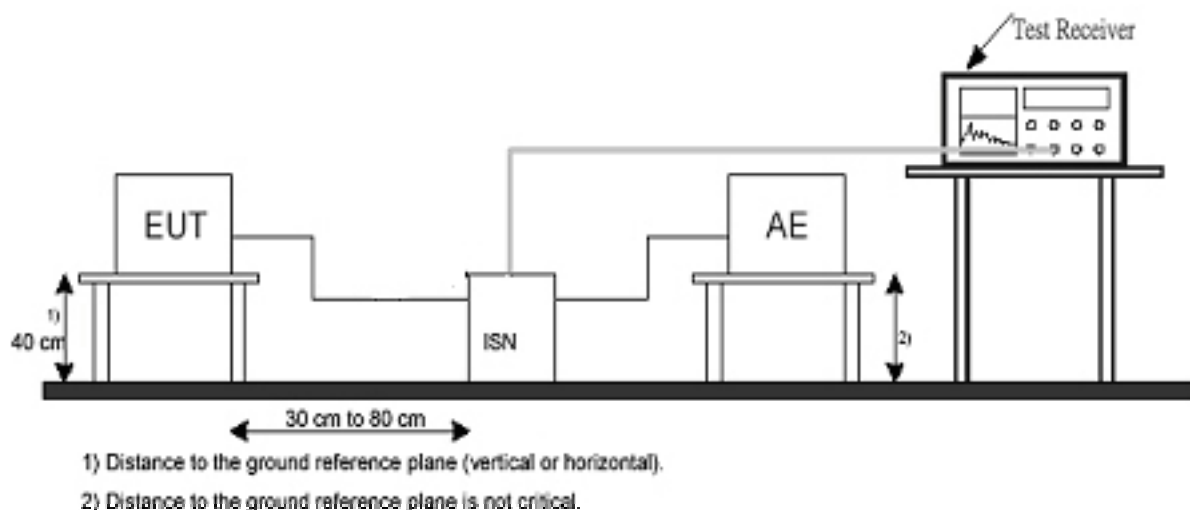 Test Receiver
EUT
AE
1)
40 cm
ISN
2)
30 cm to 80 cm
1) Distance to the ground reference plane (vertical or horizontal).
2) Distance to the ground reference plane is not critical.